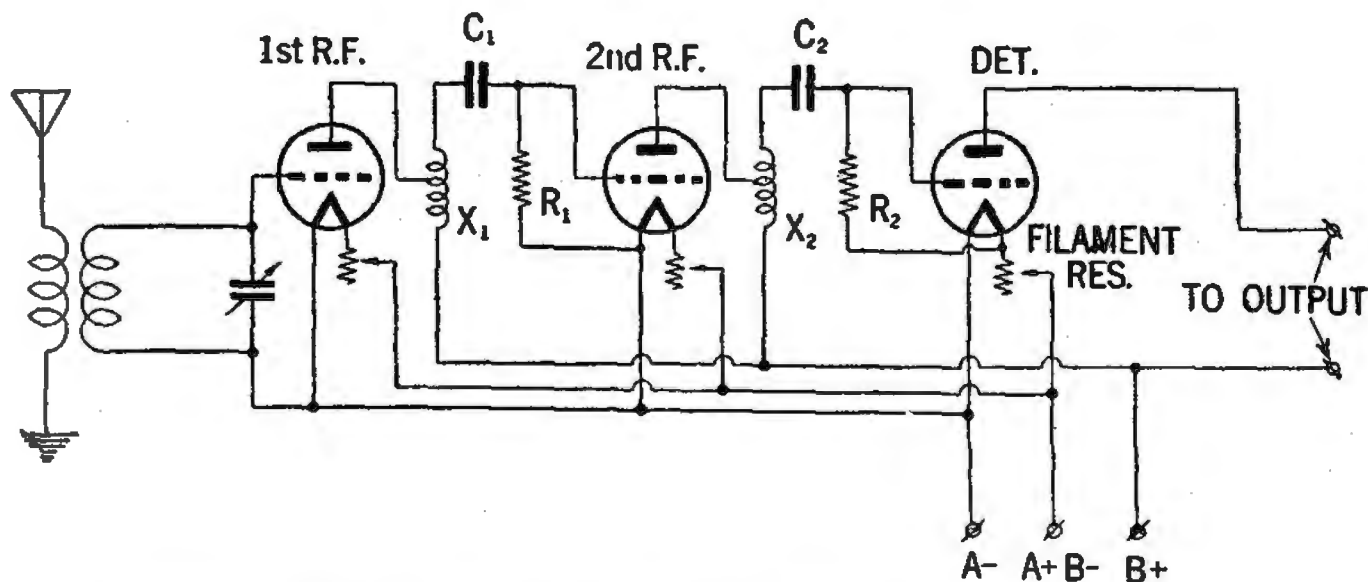 1st R.F.
C₁
2nd R.F.
C₂
DET.
R₁
X₁
R₂
X₂
FILAMENT
RES.
TO OUTPUT
A-
A+ B-
B+